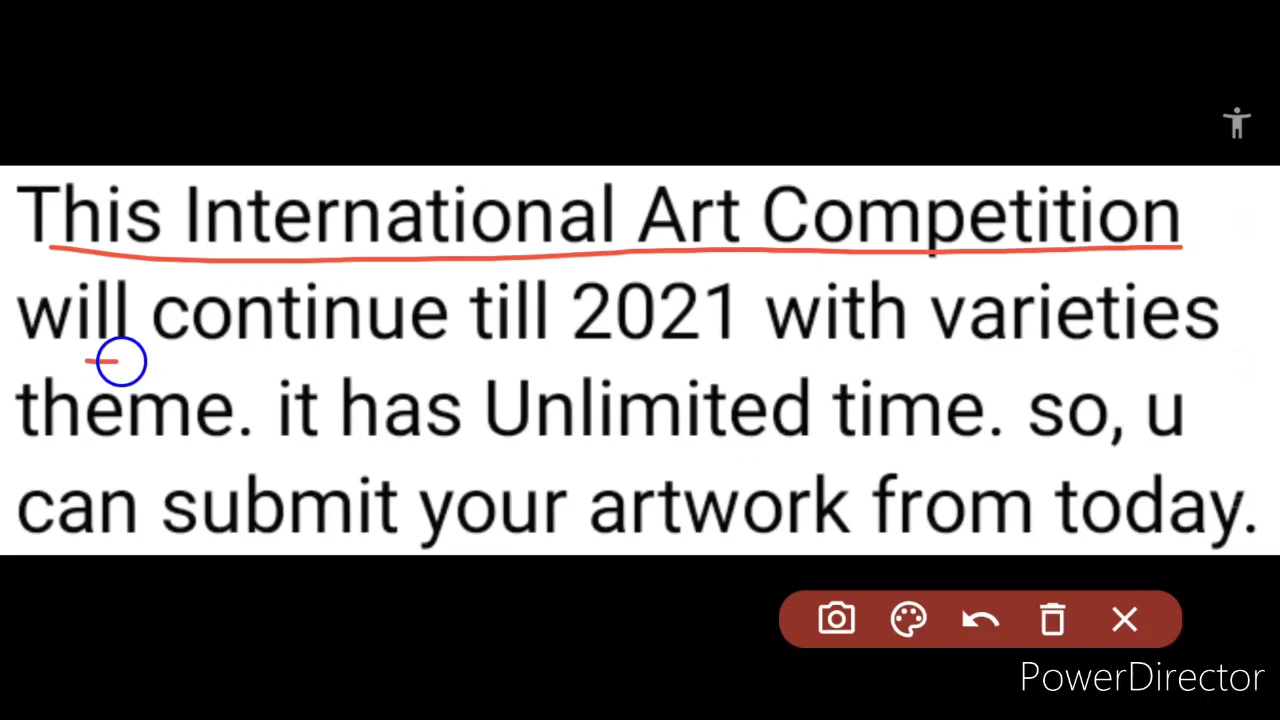 This International Art Competition
will continue till 2021 with varieties
theme. it has Unlimited time. so, u
can submit your artwork from today.
PowerDirector